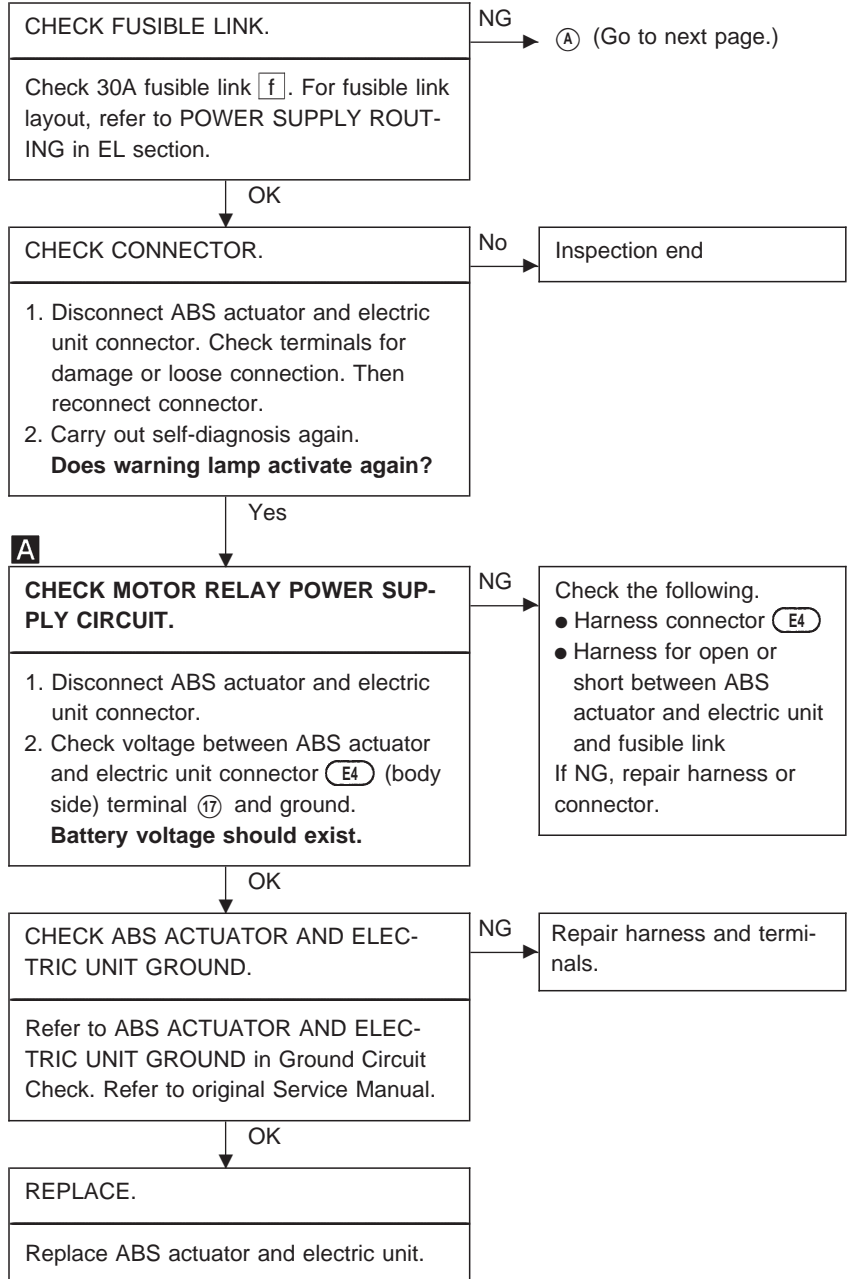 CHECK FUSIBLE LINK.
NG
Ⓐ (Go to next page.)
Check 30A fusible link f . For fusible link
layout, refer to POWER SUPPLY ROUT-
ING in EL section.
OK
CHECK CONNECTOR.
No
Inspection end
1. Disconnect ABS actuator and electric
unit connector. Check terminals for
damage or loose connection. Then
reconnect connector.
2. Carry out self-diagnosis again.
Does warning lamp activate again?
Yes
A
CHECK MOTOR RELAY POWER SUP-
PLY CIRCUIT.
NG
Check the following.
● Harness connector E4
● Harness for open or
short between ABS
actuator and electric unit
and fusible link
If NG, repair harness or
connector.
1. Disconnect ABS actuator and electric
unit connector.
2. Check voltage between ABS actuator
and electric unit connector E4 (body
side) terminal ⑰ and ground.
Battery voltage should exist.
OK
CHECK ABS ACTUATOR AND ELEC-
TRIC UNIT GROUND.
NG
Repair harness and termi-
nals.
Refer to ABS ACTUATOR AND ELEC-
TRIC UNIT GROUND in Ground Circuit
Check. Refer to original Service Manual.
OK
REPLACE.
Replace ABS actuator and electric unit.